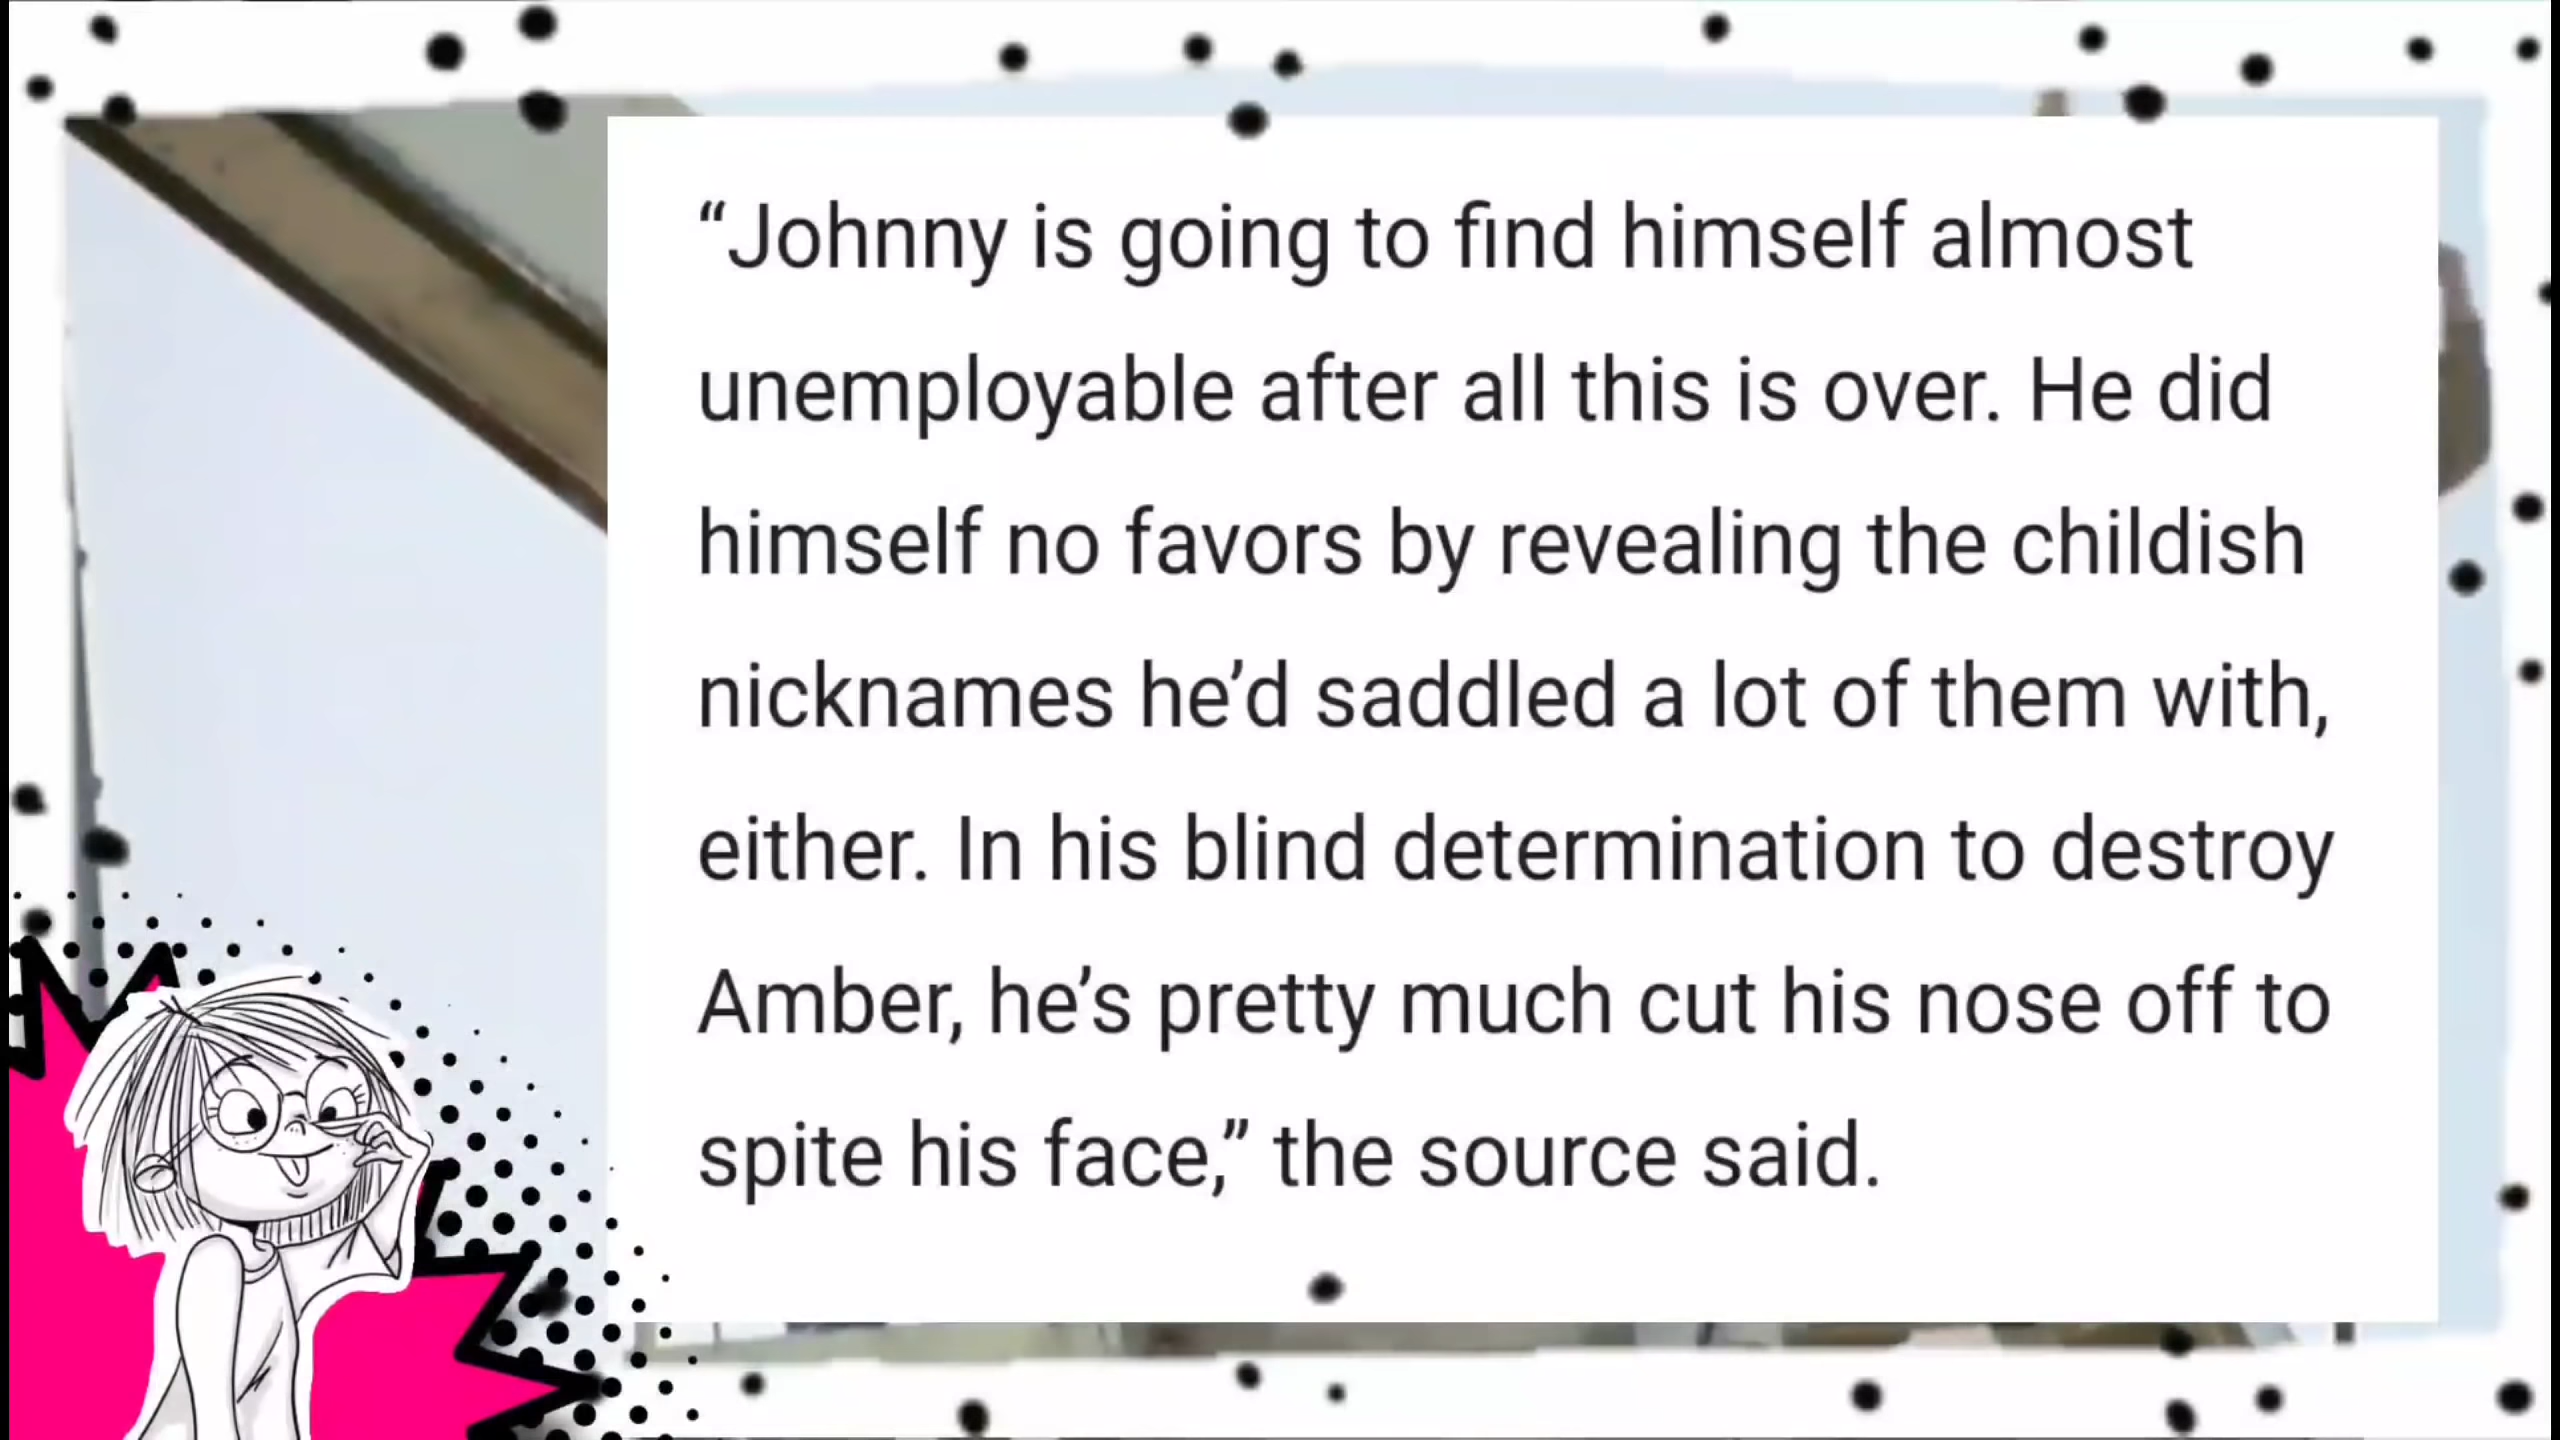 “Johnny is going to find himself almost
unemployable after all this is over. He did
himself no favors by revealing the childish
nicknames he’d saddled a lot of them with,
either. In his blind determination to destroy
Amber, he’s pretty much cut his nose off to
spite his face,” the source said.